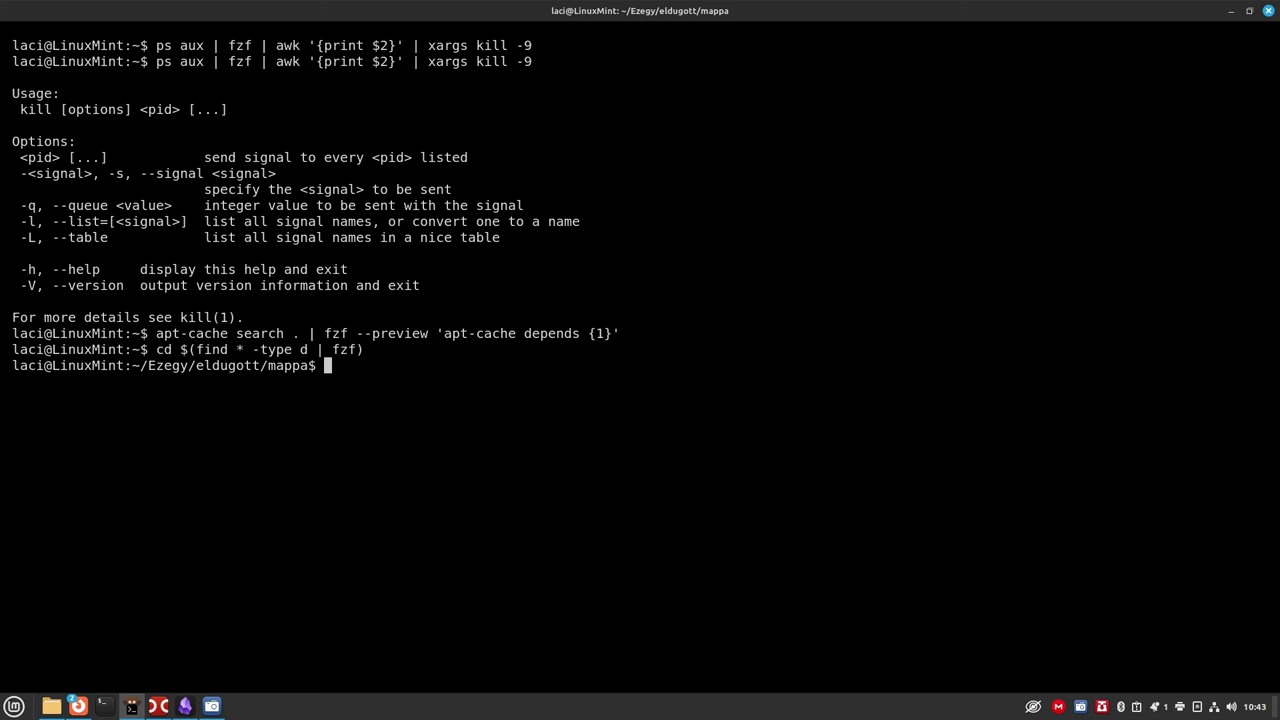 laci@LinuxMint: ~/Ezegy/eldugott/mappa
laci@LinuxMint:~$ ps aux | fzf | awk '{print $2}' | xargs kill -9
laci@LinuxMint:~$ ps aux | fzf | awk '{print $2}' | xargs kill -9
Usage:
kill [options] <pid> [...]
Options:
<pid> [...]            send signal to every <pid> listed
-<signal>, -s, --signal <signal>
specify the <signal> to be sent
-q, --queue <value>    integer value to be sent with the signal
-l, --list=[<signal>]  list all signal names, or convert one to a name
-L, --table            list all signal names in a nice table
-h, --help     display this help and exit
-V, --version  output version information and exit
For more details see kill(1).
laci@LinuxMint:~$ apt-cache search . | fzf --preview 'apt-cache depends {1}'
laci@LinuxMint:~$ cd $(find * -type d | fzf)
laci@LinuxMint:~/Ezegy/eldugott/mappa$
2
1
10:43